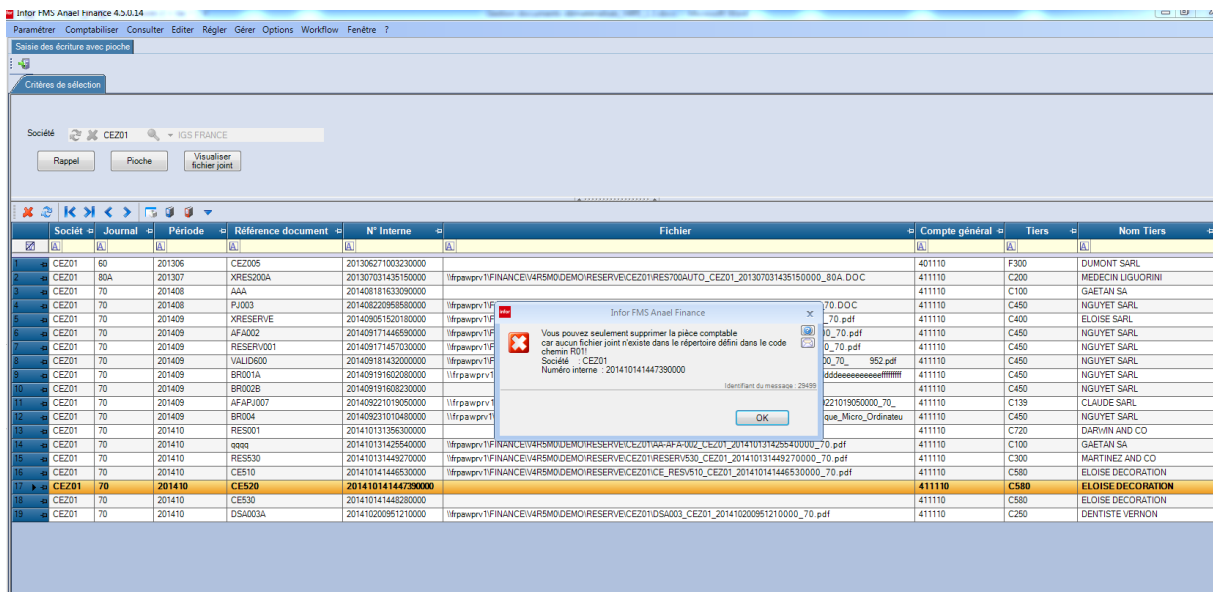 Infor FMS Anael Finance 4.5.0.14
Paramétrer Comptabiliser Consulter Editer Régler Gérer Options Workflow Fenêtre ?
Saisie des écriture avec pioche
Critères de sélection
Société CEZ01 IGS FRANCE
Rappel Pioche Visualiser fichier joint
Sociét Journal Période Référence document N° Interne Fichier Compte général Tiers Nom Tiers
1 CEZ01 60 201306 CEZ005 201306271003230000 401110 F300 DUMONT SARL
2 CEZ01 80A 201307 XRES200A 201307031435150000 \\frpawprv1\FINANCE\V4R5M0\DEMO\RESERVE\CEZ01\RES700AUTO_CEZ01_201307031435150000_80A.DOC 411110 C200 MEDECIN LIGUORINI
3 CEZ01 70 201408 AAA 201408181633090000 411110 C100 GAETAN SA
4 CEZ01 70 201408 PJ003 201408220958580000 \\frpawprv1\F 70.DOC 411110 C450 NGUYET SARL
5 CEZ01 70 201409 XRESERVE 201409051520180000 \\frpawprv1\F _70.pdf 411110 C400 ELOISE SARL
6 CEZ01 70 201409 AFA002 201409171446590000 \\frpawprv1\F 00_70.pdf 411110 C450 NGUYET SARL
7 CEZ01 70 201409 RESERV001 201409171457030000 \\frpawprv1\F 0_70.pdf 411110 C450 NGUYET SARL
8 CEZ01 70 201409 VALID600 201409181432000000 \\frpawprv1\F 00_70_ 952.pdf 411110 C450 NGUYET SARL
9 CEZ01 70 201409 BR001A 201409191602080000 \\frpawprv1 411110 C450 NGUYET SARL
10 CEZ01 70 201409 BR002B 201409191608230000 411110 C450 NGUYET SARL
11 CEZ01 70 201409 AFAPJ007 201409221019050000 \\frpawprv1 0221019050000_70_ 411110 C139 CLAUDE SARL
12 CEZ01 70 201409 BR004 201409231010480000 \\frpawprv1\ que_Micro_Ordinateu 411110 C450 NGUYET SARL
13 CEZ01 70 201410 RES001 201410131356300000 411110 C720 DARWIN AND CO
14 CEZ01 70 201410 qqqq 201410131425540000 \\frpawprv1\FINANCE\V4R5M0\DEMO\RESERVE\CEZ01\AA-AFA-002_CEZ01_201410131425540000_70.pdf 411110 C100 GAETAN SA
15 CEZ01 70 201410 RES530 201410131449270000 \\frpawprv1\FINANCE\V4R5M0\DEMO\RESERVE\CEZ01\RESERV530_CEZ01_201410131449270000_70.pdf 411110 C300 MARTINEZ AND CO
16 CEZ01 70 201410 CE510 201410141446530000 \\frpawprv1\FINANCE\V4R5M0\DEMO\RESERVE\CEZ01\CE_RESV510_CEZ01_201410141446530000_70.pdf 411110 C580 ELOISE DECORATION
17 CEZ01 70 201410 CE520 201410141447390000 411110 C580 ELOISE DECORATION
18 CEZ01 70 201410 CE530 201410141448280000 411110 C580 ELOISE DECORATION
19 CEZ01 70 201410 DSA003A 201410200951210000 \\frpawprv1\FINANCE\V4R5M0\DEMO\RESERVE\CEZ01\DSA003_CEZ01_201410200951210000_70.pdf 411110 C250 DENTISTE VERNON
Infor FMS Anael Finance
Vous pouvez seulement supprimer la pièce comptable
car aucun fichier joint n'existe dans le répertoire défini dans le code
chemin R01!
Société : CEZ01
Numéro interne : 201410141447390000
Identifiant du message : 29499
OK